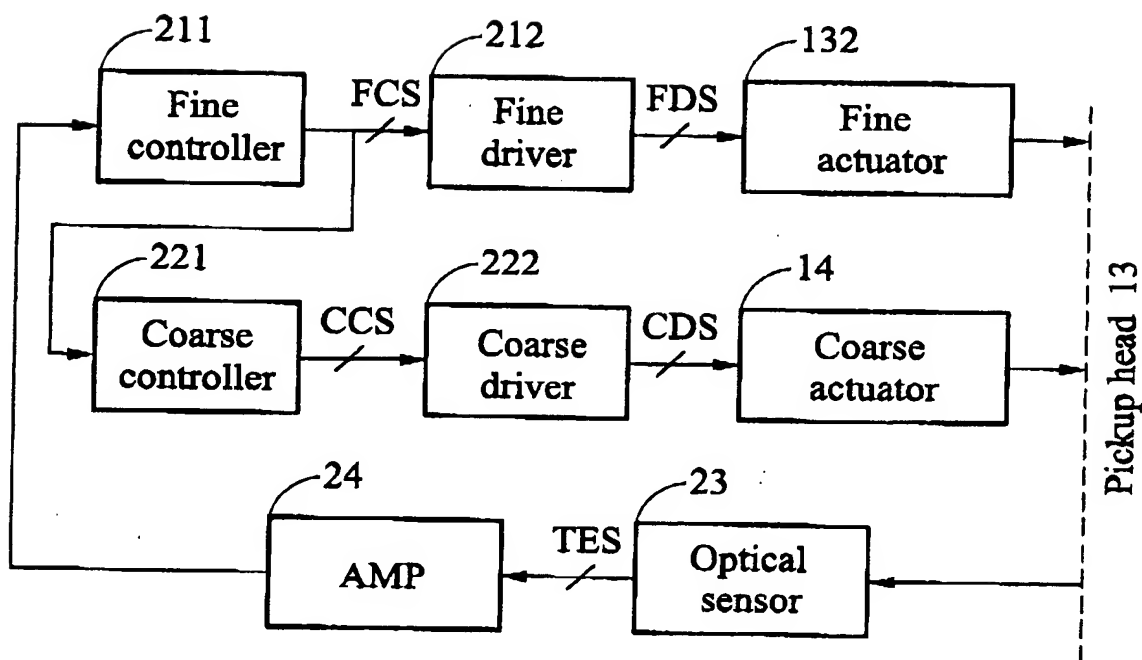 211
212
132
Fine
controller
FCS
Fine
driver
FDS
Fine
actuator
221
222
14
Coarse
controller
CCS
Coarse
driver
CDS
Coarse
actuator
Pickup head 13
24
23
AMP
TES
Optical
sensor